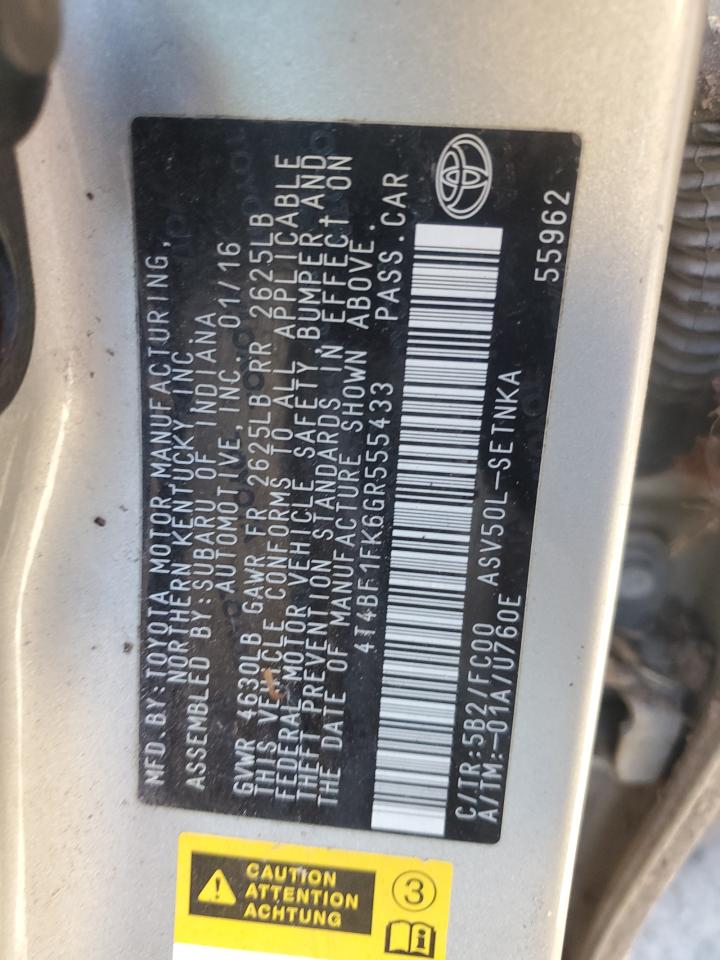 MFD.BY:TOYOTA MOTOR MANUFACTURING,
NORTHERN KENTUCKY, INC.
ASSEMBLED BY:SUBARU OF INDIANA
AUTOMOTIVE, INC. 01/16
GVWR 4630LB GAWR FR 2625LB RR 2625LB
THIS VEHICLE CONFORMS TO ALL APPLICABLE
FEDERAL MOTOR VEHICLE SAFETY, BUMPER AND
THEFT PREVENTION STANDARDS IN EFFECT ON
THE DATE OF MANUFACTURE SHOWN ABOVE.
4T4BF1FK6GR555433 PASS.CAR
C/TR:5B2/FC00 ASV50L-SETNKA
A/TM:-01A/U760E
55962
CAUTION
ATTENTION
ACHTUNG
3